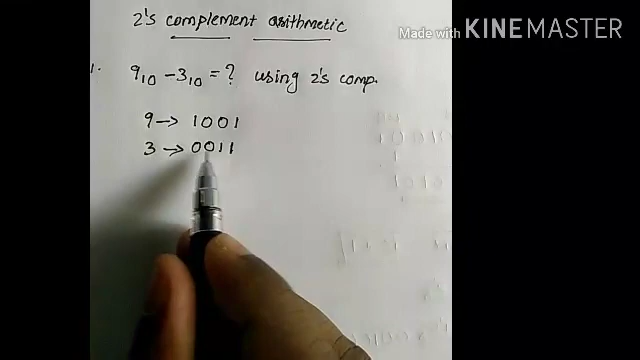 2's complement arithmetic
Made with KINEMASTER
1. 9₁₀ – 3₁₀ = ? using 2's comp.
9 → 1001
3 → 0011